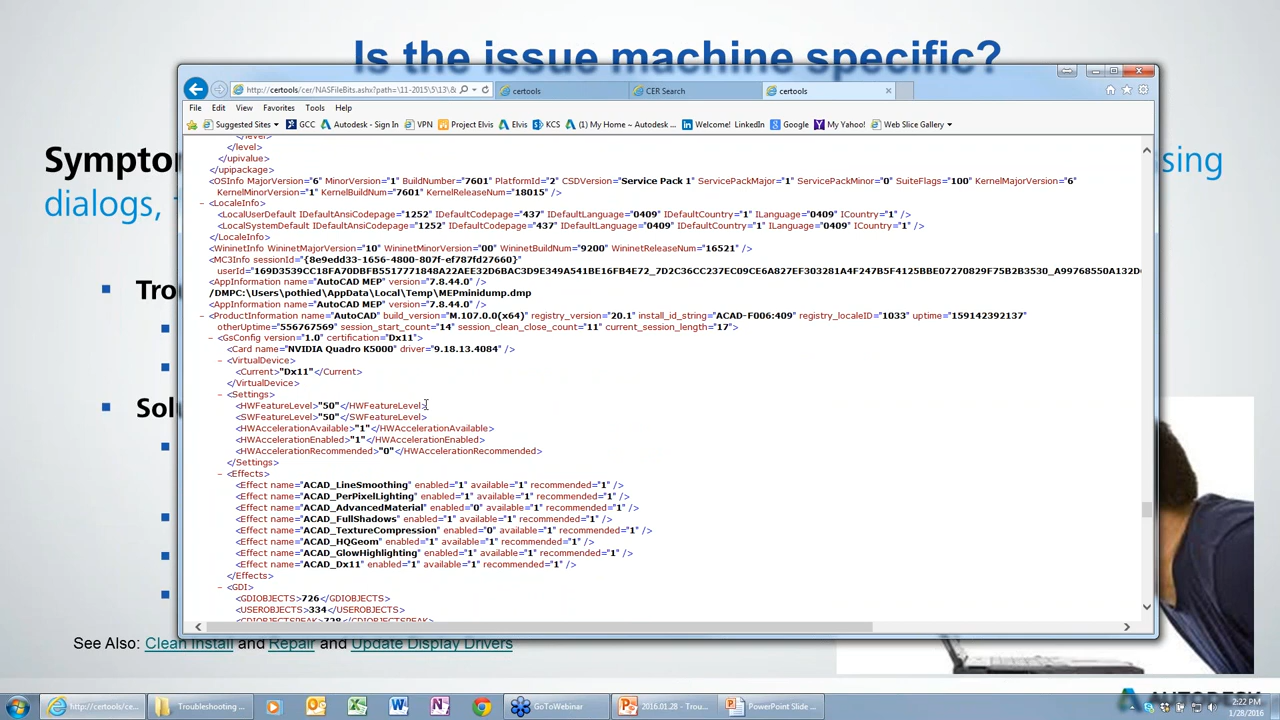 Is the issue machine specific?
http://certools/cer/NASFileBits.ashx?path=\11-2015\5\13\&
certools
CER Search
certools
File Edit View Favorites Tools Help
Suggested Sites
GCC
Autodesk - Sign In
VPN
Project Elvis
Elvis
KCS
(1) My Home ~ Autodesk ...
Welcome! LinkedIn
Google
My Yahoo!
Web Slice Gallery
</level>
</upivalue>
</upipackage>
<OSInfo MajorVersion="6" MinorVersion="1" BuildNumber="7601" PlatformId="2" CSDVersion="Service Pack 1" ServicePackMajor="1" ServicePackMinor="0" SuiteFlags="100" KernelMajorVersion="6"
KernelMinorVersion="1" KernelBuildNum="7601" KernelReleaseNum="18015" />
- <LocaleInfo>
<LocalUserDefault IDefaultAnsiCodepage="1252" IDefaultCodepage="437" IDefaultLanguage="0409" IDefaultCountry="1" ILanguage="0409" ICountry="1" />
<LocalSystemDefault IDefaultAnsiCodepage="1252" IDefaultCodepage="437" IDefaultLanguage="0409" IDefaultCountry="1" ILanguage="0409" ICountry="1" />
</LocaleInfo>
<WininetInfo WininetMajorVersion="10" WininetMinorVersion="00" WininetBuildNum="9200" WininetReleaseNum="16521" />
- <MC3Info sessionId="{8e9edd33-1656-4800-807f-ef787fd27660}"
<AppInformation name="AutoCAD MEP" version="7.8.44.0" />
/DMPC:\Users\pothied\AppData\Local\Temp\MEPminidump.dmp
<AppInformation name="AutoCAD MEP" version="7.8.44.0" />
- <ProductInformation name="AutoCAD" build_version="M.107.0.0(x64)" registry_version="20.1" install_id_string="ACAD-F006:409" registry_localeID="1033" uptime="159142392137"
otherUptime="556767569" session_start_count="14" session_clean_close_count="11" current_session_length="17">
- <GsConfig version="1.0" certification="Dx11">
<Card name="NVIDIA Quadro K5000" driver="9.18.13.4084" />
- <VirtualDevice>
<Current>"Dx11"</Current>
</VirtualDevice>
- <Settings>
<HWFeatureLevel>"50"</HWFeatureLevel>
<SWFeatureLevel>"50"</SWFeatureLevel>
<HWAccelerationAvailable>"1"</HWAccelerationAvailable>
<HWAccelerationEnabled>"1"</HWAccelerationEnabled>
<HWAccelerationRecommended>"0"</HWAccelerationRecommended>
</Settings>
- <Effects>
<Effect name="ACAD_LineSmoothing" enabled="1" available="1" recommended="1" />
<Effect name="ACAD_PerPixelLighting" enabled="1" available="1" recommended="1" />
<Effect name="ACAD_AdvancedMaterial" enabled="0" available="1" recommended="1" />
<Effect name="ACAD_FullShadows" enabled="1" available="1" recommended="1" />
<Effect name="ACAD_TextureCompression" enabled="0" available="1" recommended="1" />
<Effect name="ACAD_HQGeom" enabled="1" available="1" recommended="1" />
<Effect name="ACAD_GlowHighlighting" enabled="1" available="1" recommended="1" />
<Effect name="ACAD_Dx11" enabled="1" available="1" recommended="1" />
</Effects>
- <GDI>
<GDIOBJECTS>726</GDIOBJECTS>
<USEROBJECTS>334</USEROBJECTS>
Symptom
sing
dialogs,
Tro
Sol
See Also: Clean Install and Repair and Update Display Drivers
AUTODESK
http://certools/ce...
Troubleshooting ...
GoToWebinar
2016.01.28 - Trou...
PowerPoint Slide ...
2:22 PM
1/28/2016